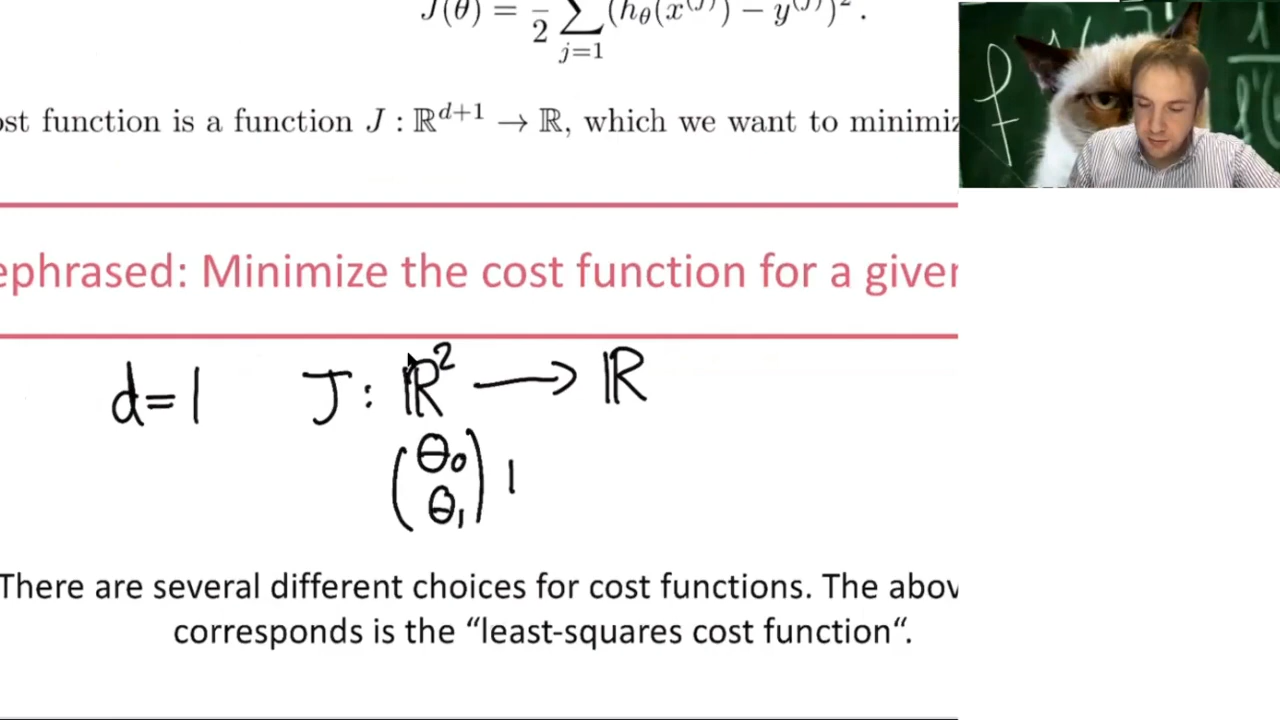 J(θ) = 1/2 ∑_{j=1} (h_θ(x^{(j)}) − y^{(j)})² .
ost function is a function J : ℝ^{d+1} → ℝ, which we want to minimiz
ephrased: Minimize the cost function for a given
d=1 J : ℝ² ⟶ ℝ
(θ₀
θ₁) |
There are several different choices for cost functions. The abov
corresponds is the “least-squares cost function“.